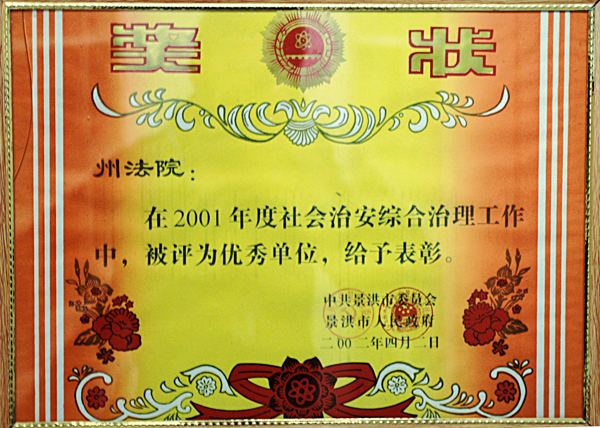 奖状
州法院：
在2001年度社会治安综合治理工作
中，被评为优秀单位，给予表彰。
中共景洪市委员会
景洪市人民政府
二00二年四月二日